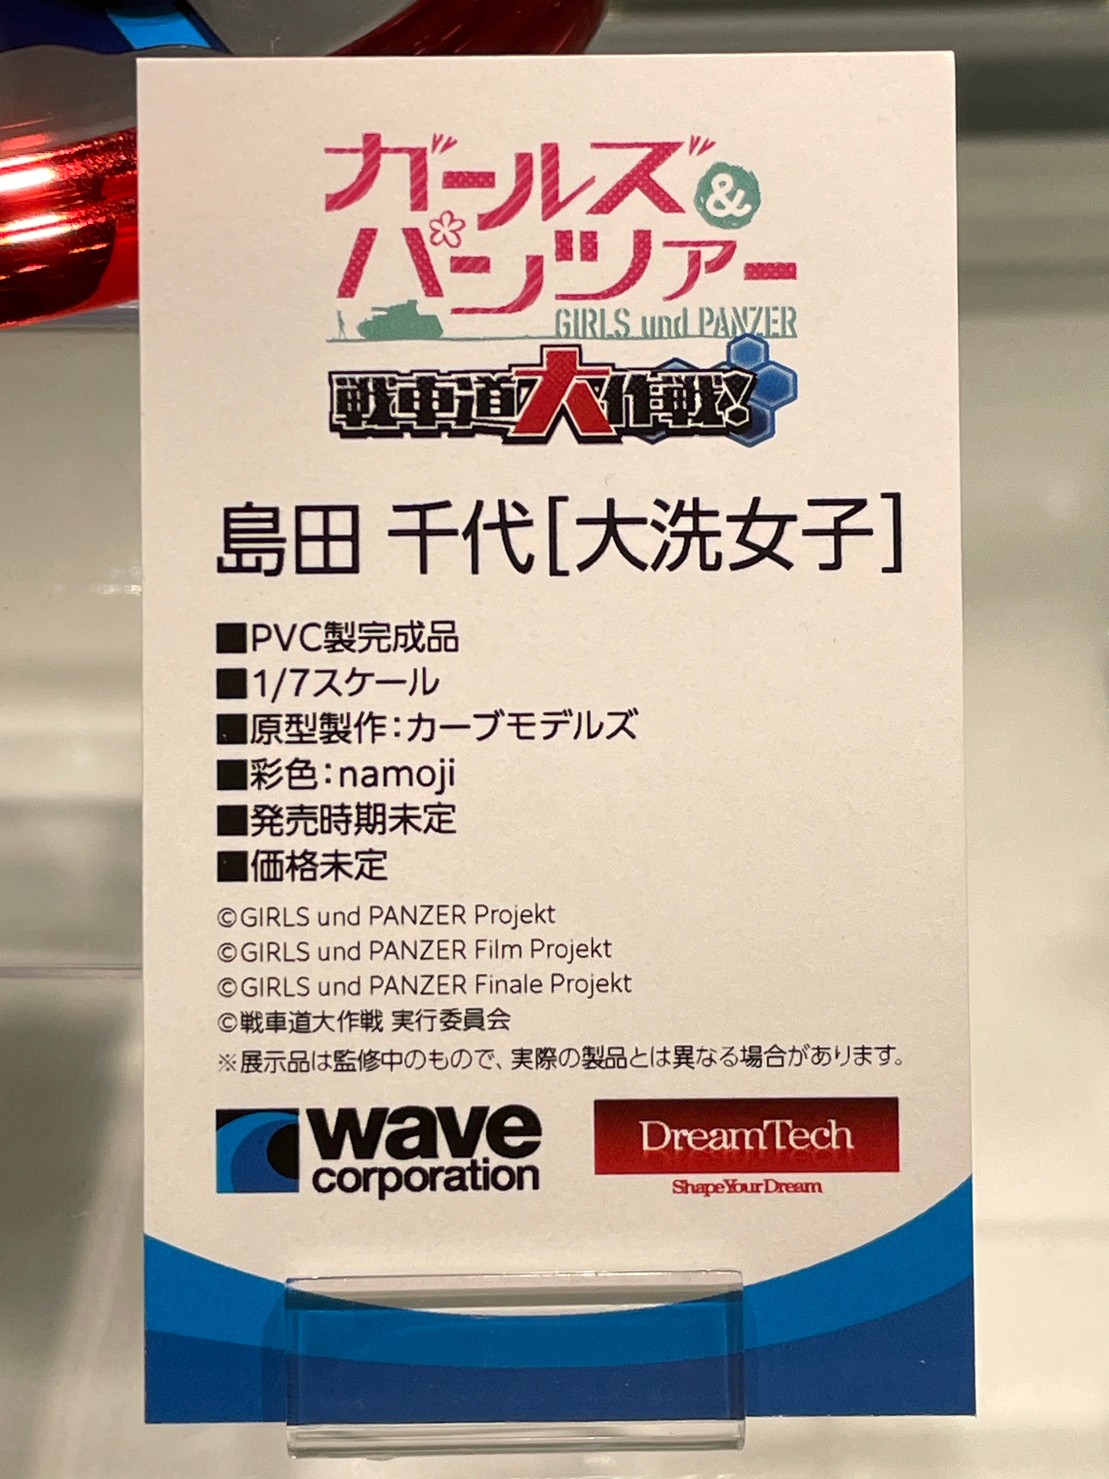 ガールズ&
パンツァー
GIRLS und PANZER
戦車道大作戦!
島田 千代[大洗女子]
■PVC製完成品
■1/7スケール
■原型製作:カーブモデルズ
■彩色:namoji
■発売時期未定
■価格未定
©GIRLS und PANZER Projekt
©GIRLS und PANZER Film Projekt
©GIRLS und PANZER Finale Projekt
©戦車道大作戦 実行委員会
※展示品は監修中のもので、実際の製品とは異なる場合があります。
wave
corporation
DreamTech
ShapeYourDream